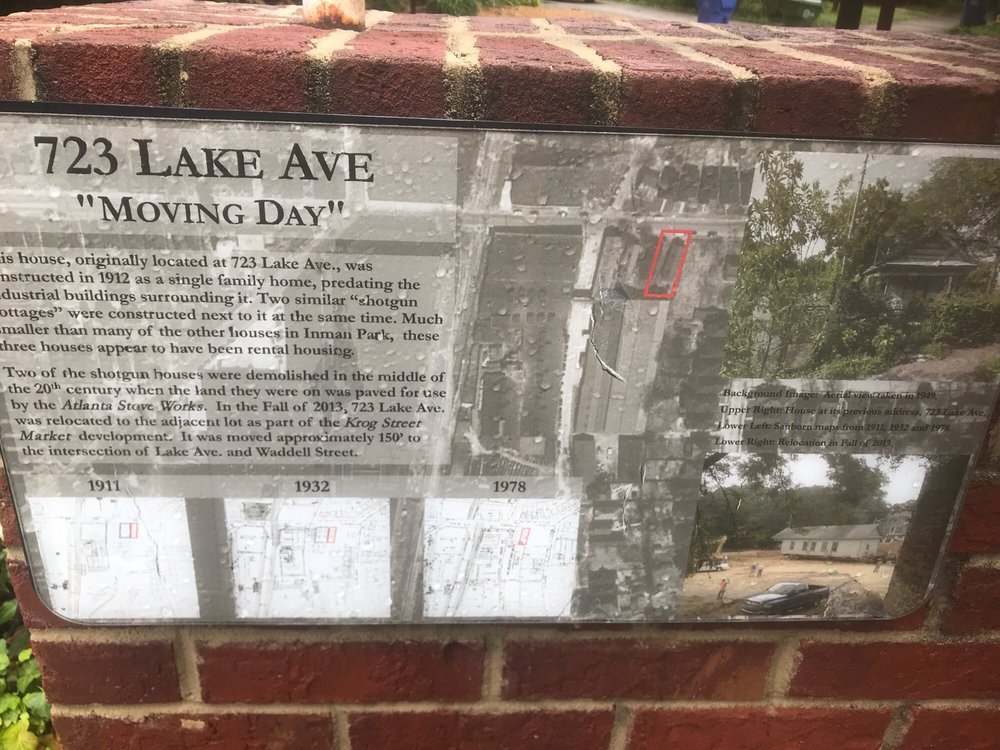 723 LAKE AVE
"MOVING DAY"
is house, originally located at 723 Lake Ave., was
nstructed in 1912 as a single family home, predating the
dustrial buildings surrounding it. Two similar "shotgun
ottages" were constructed next to it at the same time. Much
smaller than many of the other houses in Inman Park, these
three houses appear to have been rental housing.
Two of the shotgun houses were demolished in the middle of
the 20th century when the land they were on was paved for use
by the Atlanta Stove Works. In the Fall of 2013, 723 Lake Ave.
was relocated to the adjacent lot as part of the Krog Street
Market development. It was moved approximately 150' to
the intersection of Lake Ave. and Waddell Street.
Background Image: Aerial view taken in 1949.
Upper Right: House at its previous address, 723 Lake Ave.
Lower Left: Sanborn maps from 1911, 1932 and 1978.
Lower Right: Relocation in Fall of 2013.
1911
1932
1978